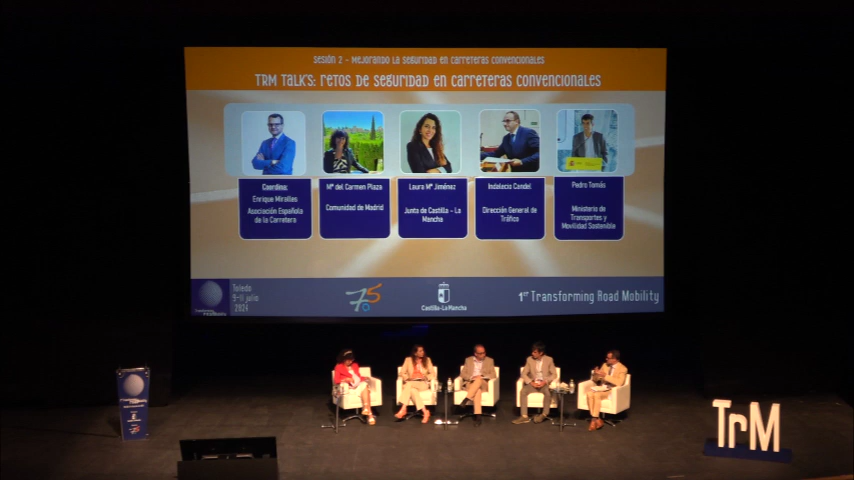 Sesión 2 - Mejorando la seguridad en carreteras convencionales
TRM Talk's: retos de seguridad en carreteras convencionales
Coordina:
Enrique Miralles
Asociación Española
de la Carretera
Mª del Carmen Plaza
Comunidad de Madrid
Laura Mª Jiménez
Junta de Castilla - La
Mancha
Indalecio Candel
Dirección General de
Tráfico
Pedro Tomás
Ministerio de
Transportes y
Movilidad Sostenible
Toledo
9-11 julio
2024
75
Castilla-La Mancha
1ST Transforming Road Mobility
TrM